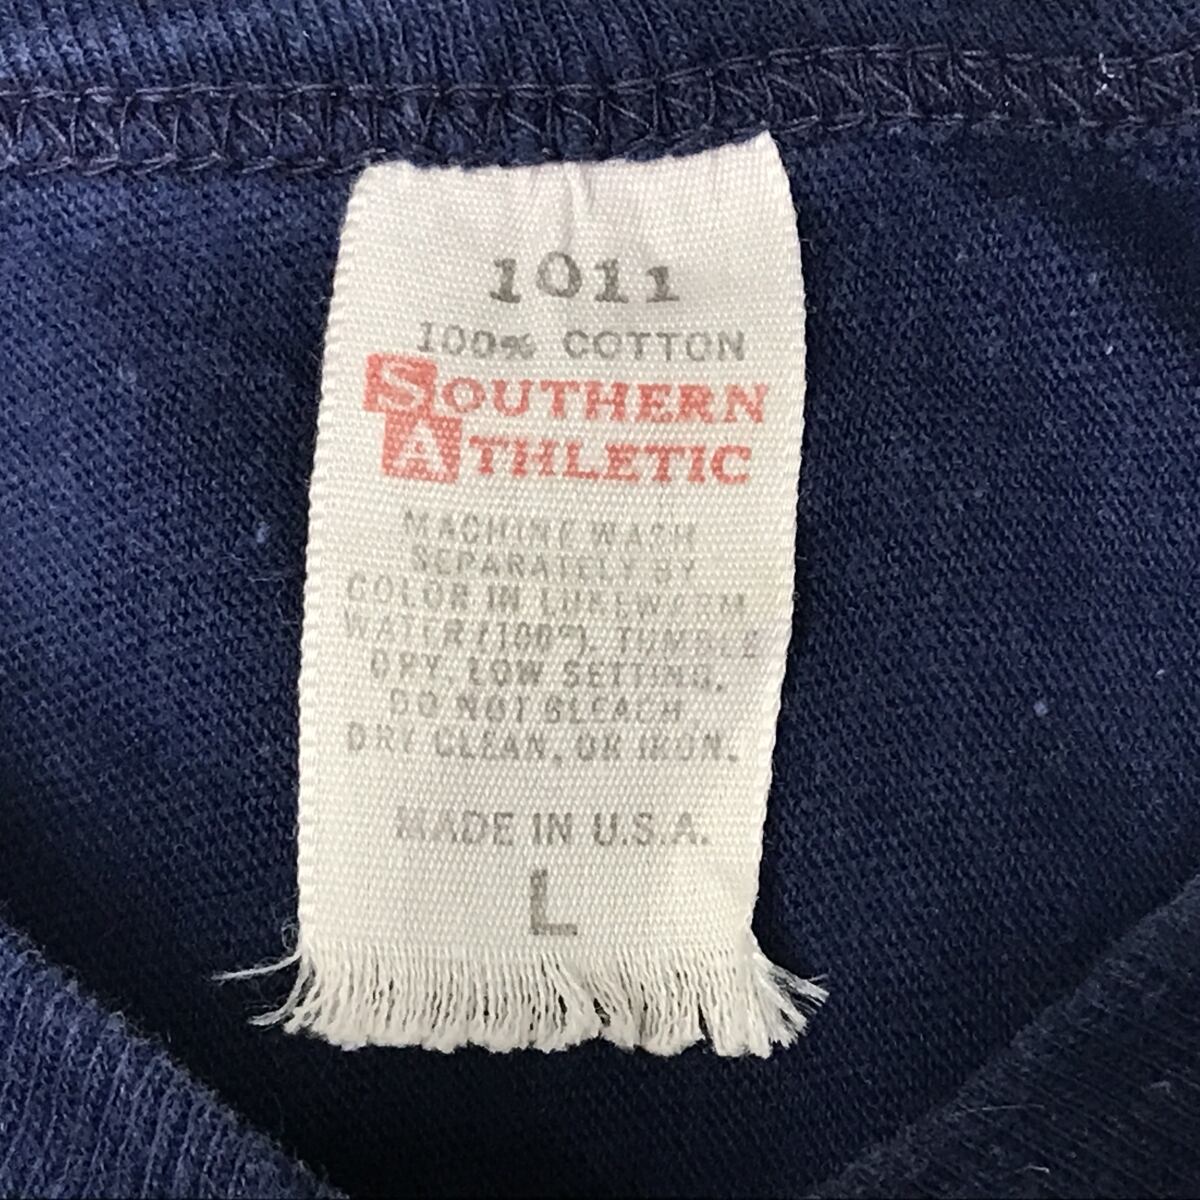 1011
100% COTTON
SOUTHERN
ATHLETIC
MACHINE WASH
SEPARATELY BY
COLOR IN LUKEWARM
WATER (100°). TUMBLE
DRY, LOW SETTING.
DO NOT BLEACH,
DRY CLEAN, OR IRON.
MADE IN U.S.A.
L